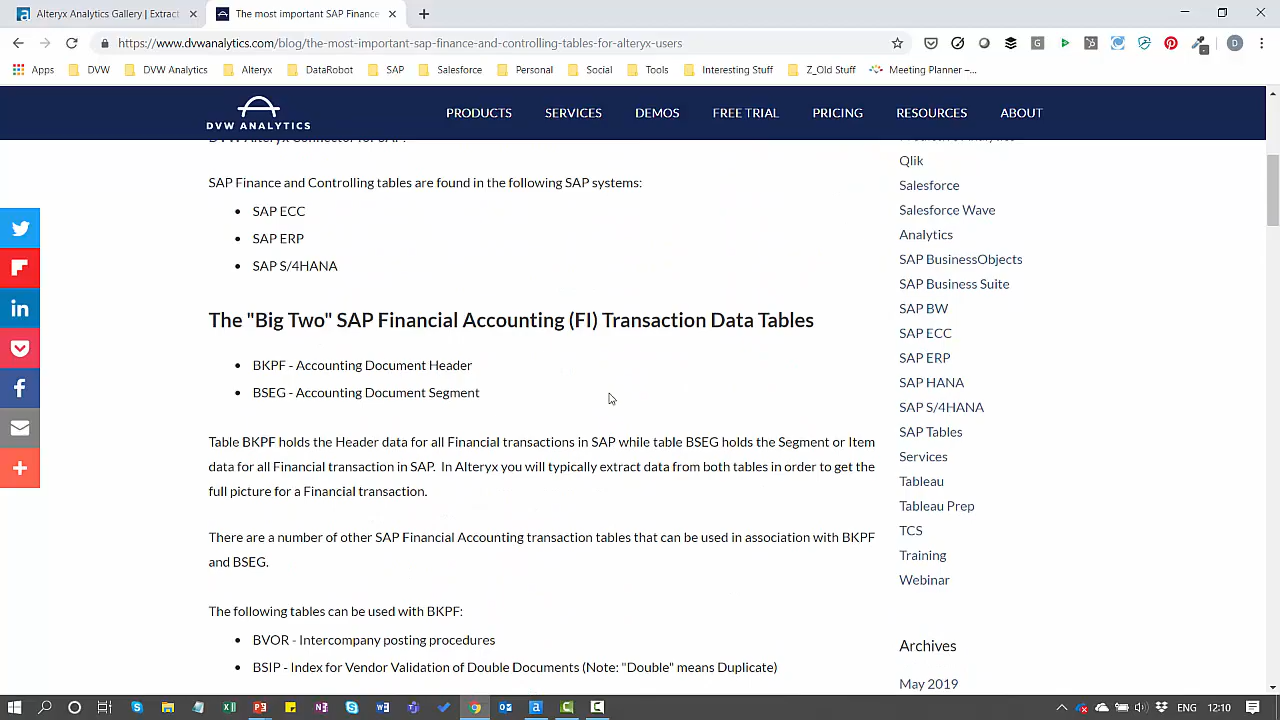 Alteryx Analytics Gallery | Extract
The most important SAP Finance
https://www.dvwanalytics.com/blog/the-most-important-sap-finance-and-controlling-tables-for-alteryx-users
Apps DVW DVW Analytics Alteryx DataRobot SAP Salesforce Personal Social Tools Interesting Stuff Z_Old Stuff Meeting Planner –...
DVW ANALYTICS
PRODUCTS SERVICES DEMOS FREE TRIAL PRICING RESOURCES ABOUT
DVW Alteryx Connector for SAP.
SAP Finance and Controlling tables are found in the following SAP systems:
• SAP ECC
• SAP ERP
• SAP S/4HANA
The "Big Two" SAP Financial Accounting (FI) Transaction Data Tables
• BKPF - Accounting Document Header
• BSEG - Accounting Document Segment
Table BKPF holds the Header data for all Financial transactions in SAP while table BSEG holds the Segment or Item
data for all Financial transaction in SAP. In Alteryx you will typically extract data from both tables in order to get the
full picture for a Financial transaction.
There are a number of other SAP Financial Accounting transaction tables that can be used in association with BKPF
and BSEG.
The following tables can be used with BKPF:
• BVOR - Intercompany posting procedures
• BSIP - Index for Vendor Validation of Double Documents (Note: "Double" means Duplicate)
Qlik
Salesforce
Salesforce Wave
Analytics
SAP BusinessObjects
SAP Business Suite
SAP BW
SAP ECC
SAP ERP
SAP HANA
SAP S/4HANA
SAP Tables
Services
Tableau
Tableau Prep
TCS
Training
Webinar
Archives
May 2019
ENG 12:10